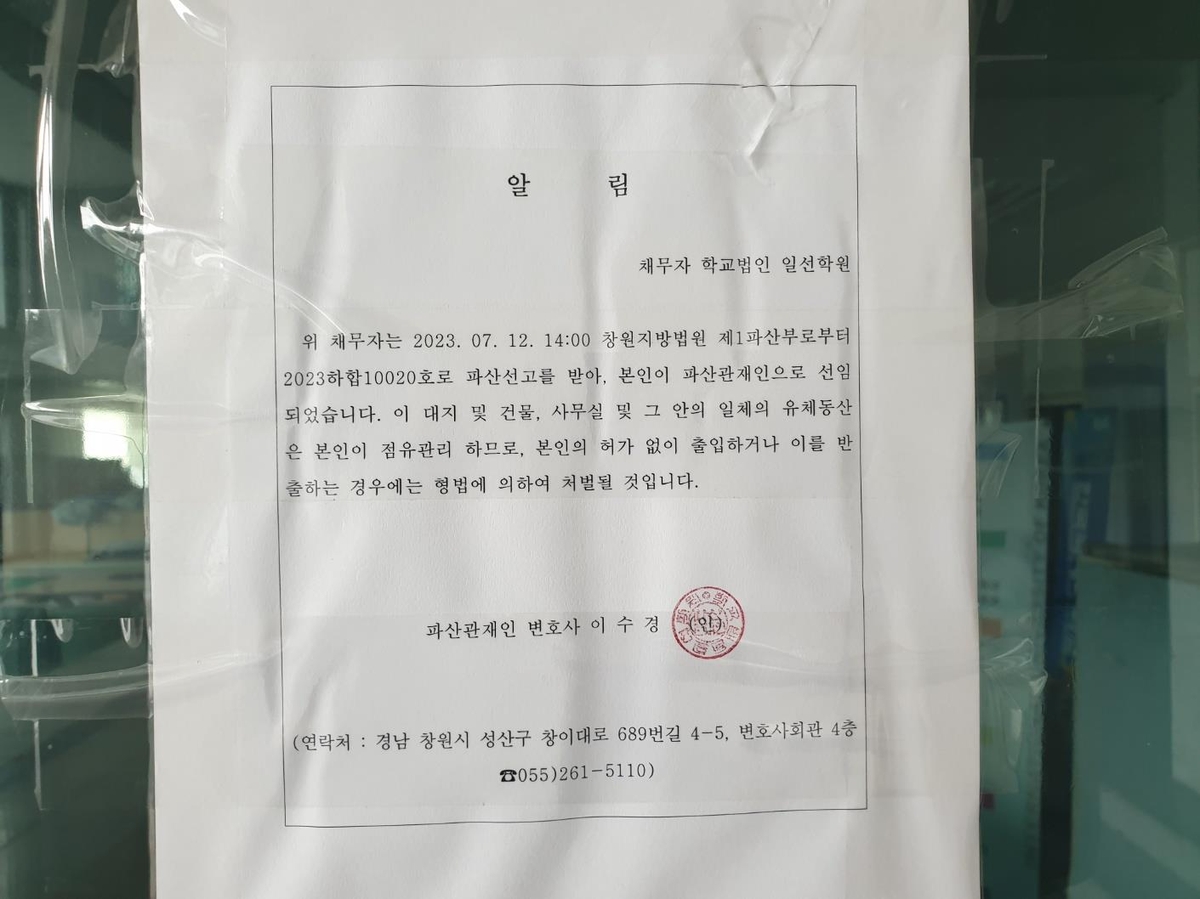 알 림
채무자 학교법인 일선학원
위 채무자는 2023. 07. 12. 14:00 창원지방법원 제1파산부로부터
2023하합10020호로 파산선고를 받아, 본인이 파산관재인으로 선임
되었습니다. 이 대지 및 건물, 사무실 및 그 안의 일체의 유체동산
은 본인이 점유관리 하므로, 본인의 허가 없이 출입하거나 이를 반
출하는 경우에는 형법에 의하여 처벌될 것입니다.
파산관재인 변호사 이 수 경 (인)
(연락처 : 경남 창원시 성산구 창이대로 689번길 4-5, 변호사회관 4층
☎055)261-5110)